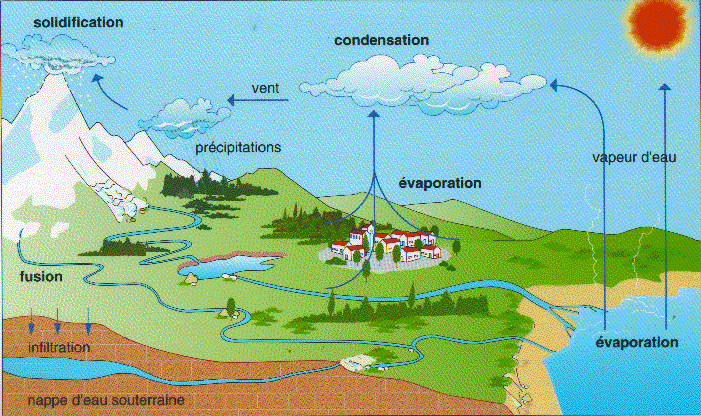 solidification
condensation
vent
précipitations
vapeur d'eau
évaporation
fusion
infiltration
évaporation
nappe d'eau souterraine